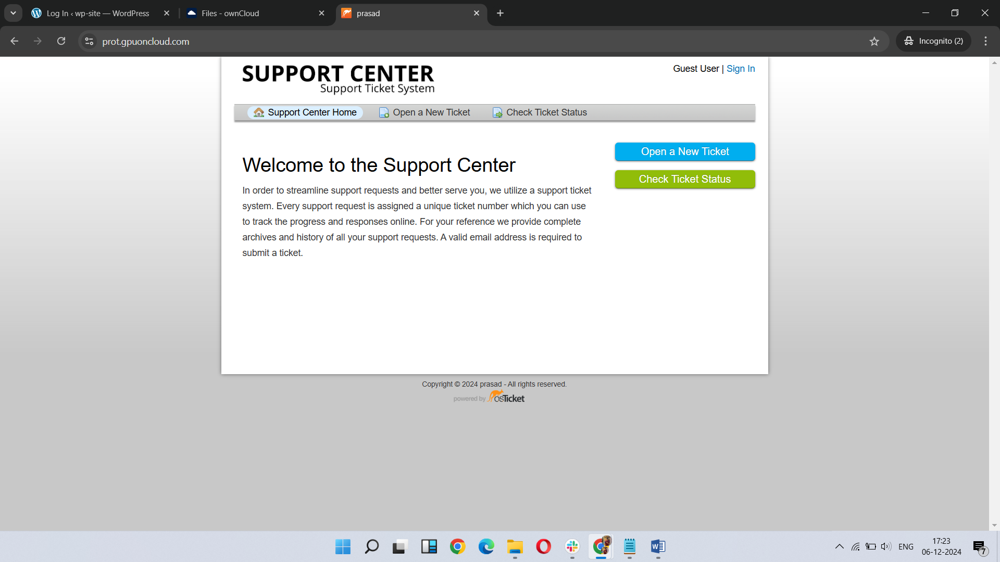 Log In ‹ wp-site — WordPress
Files - ownCloud
prasad
prot.gpuoncloud.com
Incognito (2)
SUPPORT CENTER
Support Ticket System
Guest User | Sign In
Support Center Home
Open a New Ticket
Check Ticket Status
Open a New Ticket
Check Ticket Status
Welcome to the Support Center
In order to streamline support requests and better serve you, we utilize a support ticket
system. Every support request is assigned a unique ticket number which you can use
to track the progress and responses online. For your reference we provide complete
archives and history of all your support requests. A valid email address is required to
submit a ticket.
Copyright © 2024 prasad - All rights reserved.
powered by osTicket
ENG
17:23
06-12-2024
7